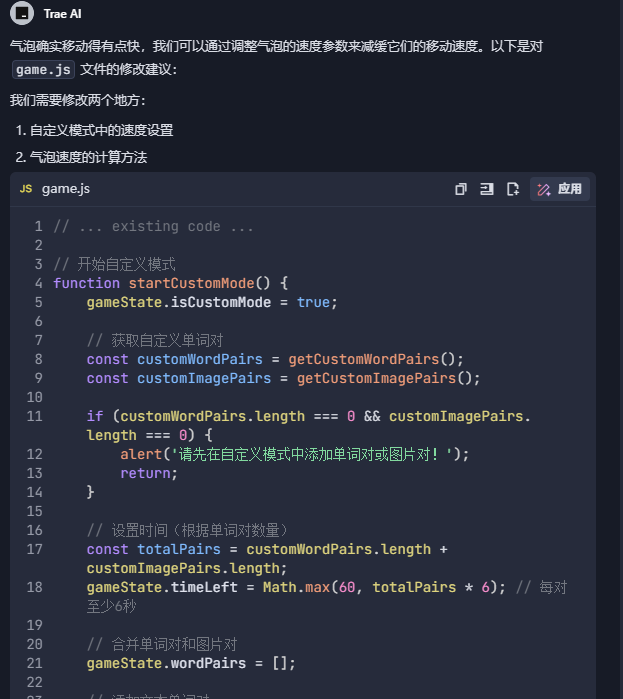 Trae AI
气泡确实移动得有点快，我们可以通过调整气泡的速度参数来减缓它们的移动速度。以下是对
game.js 文件的修改建议：
我们需要修改两个地方：
1. 自定义模式中的速度设置
2. 气泡速度的计算方法
JS game.js 应用
1 // ... existing code ...
2
3 // 开始自定义模式
4 function startCustomMode() {
5 gameState.isCustomMode = true;
6
7 // 获取自定义单词对
8 const customWordPairs = getCustomWordPairs();
9 const customImagePairs = getCustomImagePairs();
10
11 if (customWordPairs.length === 0 && customImagePairs.
length === 0) {
12 alert('请先在自定义模式中添加单词对或图片对！');
13 return;
14 }
15
16 // 设置时间（根据单词对数量）
17 const totalPairs = customWordPairs.length +
customImagePairs.length;
18 gameState.timeLeft = Math.max(60, totalPairs * 6); // 每对
至少6秒
19
20 // 合并单词对和图片对
21 gameState.wordPairs = [];
22
23 // 添加文本单词对